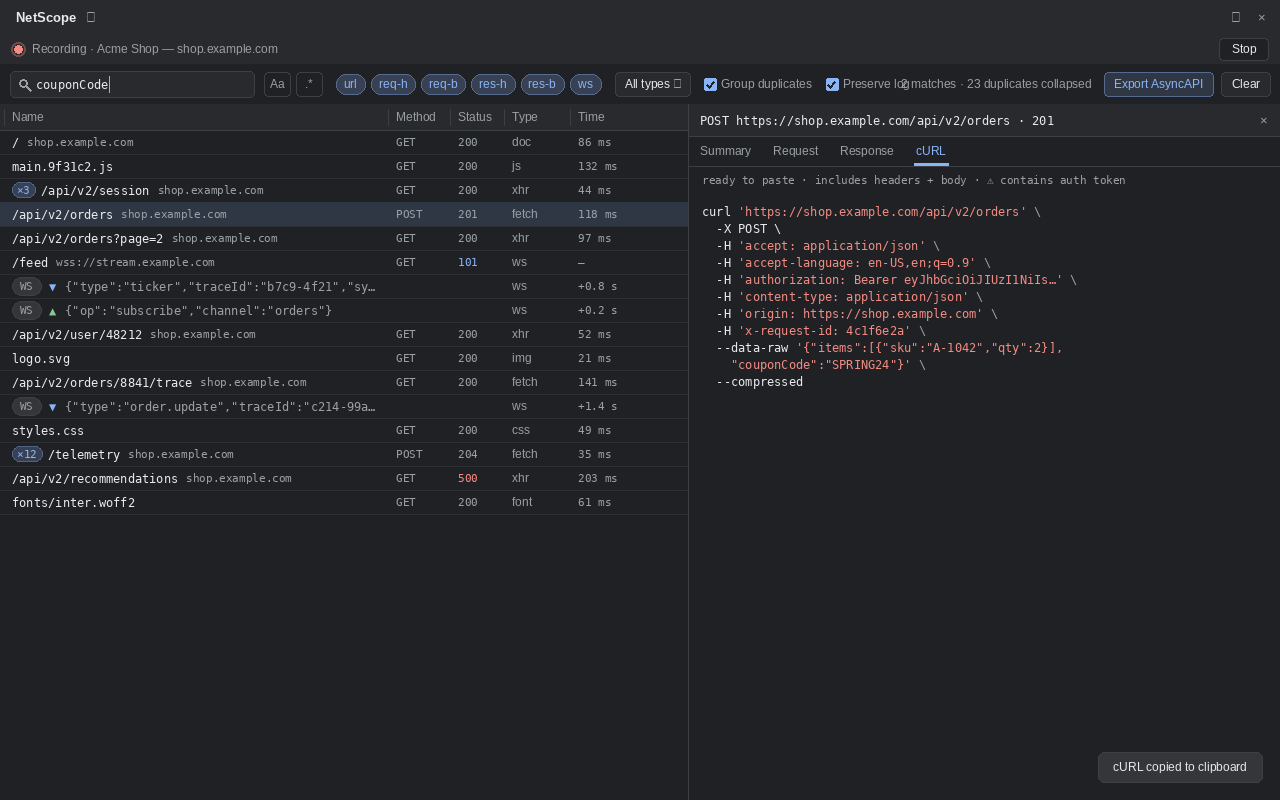 NetScope
×
Recording · Acme Shop — shop.example.com
Stop
couponCode
Aa
.*
url
req-h
req-b
res-h
res-b
ws
All types
Group duplicates
Preserve log
2 matches · 23 duplicates collapsed
Export AsyncAPI
Clear
Name Method Status Type Time
/ shop.example.com GET 200 doc 86 ms
main.9f31c2.js GET 200 js 132 ms
×3 /api/v2/session shop.example.com GET 200 xhr 44 ms
/api/v2/orders shop.example.com POST 201 fetch 118 ms
/api/v2/orders?page=2 shop.example.com GET 200 xhr 97 ms
/feed wss://stream.example.com GET 101 ws –
WS ▼ {"type":"ticker","traceId":"b7c9-4f21","sy… ws +0.8 s
WS ▲ {"op":"subscribe","channel":"orders"} ws +0.2 s
/api/v2/user/48212 shop.example.com GET 200 xhr 52 ms
logo.svg GET 200 img 21 ms
/api/v2/orders/8841/trace shop.example.com GET 200 fetch 141 ms
WS ▼ {"type":"order.update","traceId":"c214-99a… ws +1.4 s
styles.css GET 200 css 49 ms
×12 /telemetry shop.example.com POST 204 fetch 35 ms
/api/v2/recommendations shop.example.com GET 500 xhr 203 ms
fonts/inter.woff2 GET 200 font 61 ms
POST https://shop.example.com/api/v2/orders · 201 ×
Summary Request Response cURL
ready to paste · includes headers + body · ⚠ contains auth token
curl 'https://shop.example.com/api/v2/orders' \
-X POST \
-H 'accept: application/json' \
-H 'accept-language: en-US,en;q=0.9' \
-H 'authorization: Bearer eyJhbGciOiJIUzI1NiIs…' \
-H 'content-type: application/json' \
-H 'origin: https://shop.example.com' \
-H 'x-request-id: 4c1f6e2a' \
--data-raw '{"items":[{"sku":"A-1042","qty":2}],
"couponCode":"SPRING24"}' \
--compressed
cURL copied to clipboard